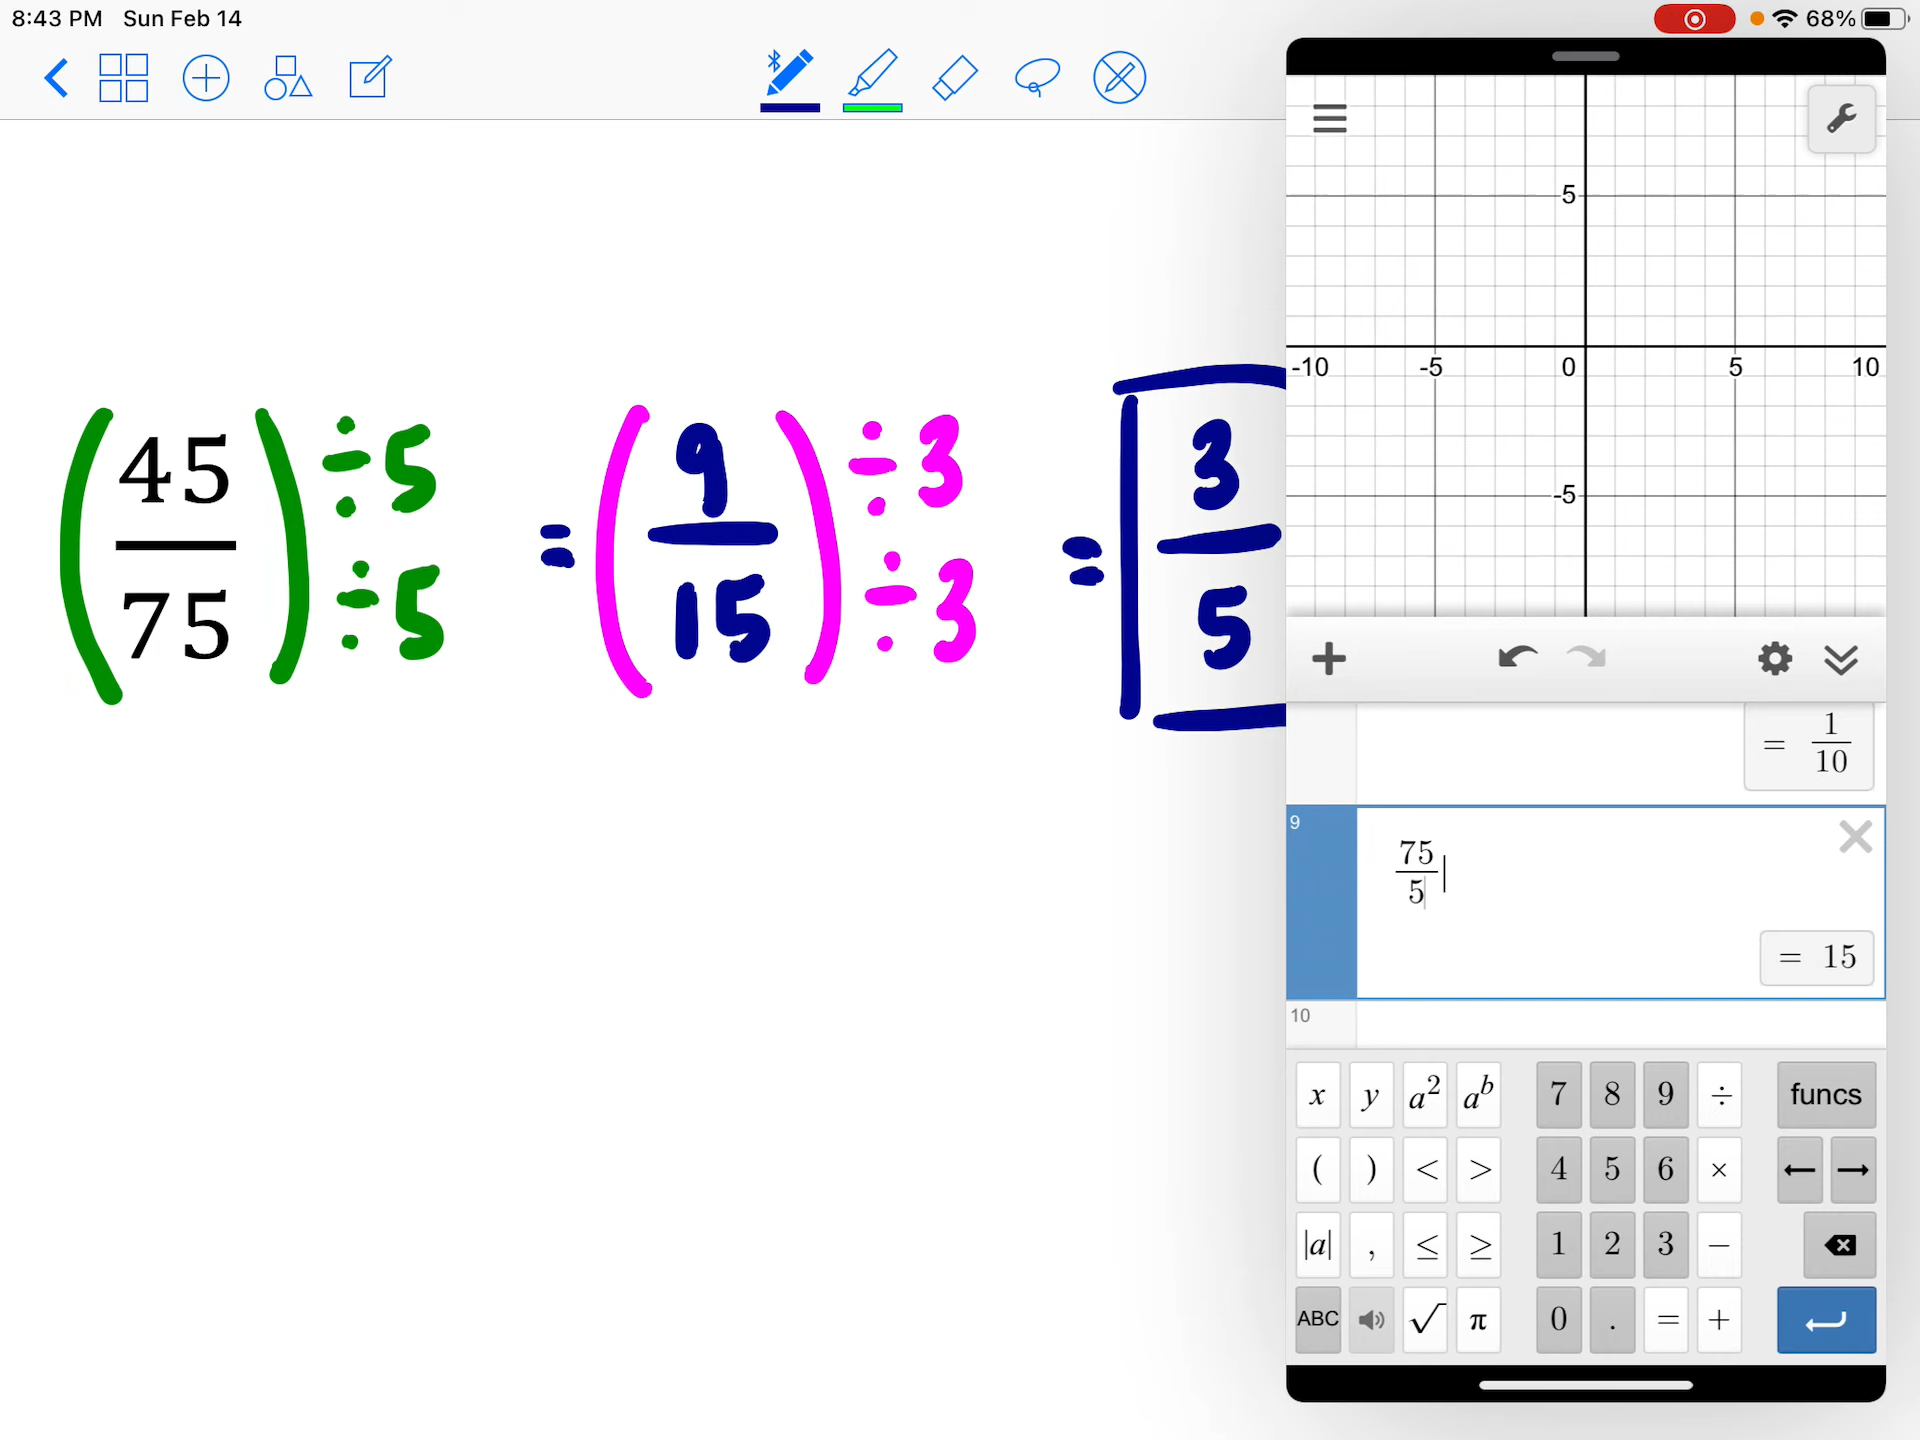 8:43 PM Sun Feb 14
68%
(45/75) ÷5 ÷5 = (9/15) ÷3 ÷3 = 3/5
5
-10 -5 0 5 10
-5
= 1/10
9
75/5
= 15
10
x y a² aᵇ 7 8 9 ÷ funcs
( ) < > 4 5 6 × ← →
|a| , ≤ ≥ 1 2 3 −
ABC √ π 0 . = +